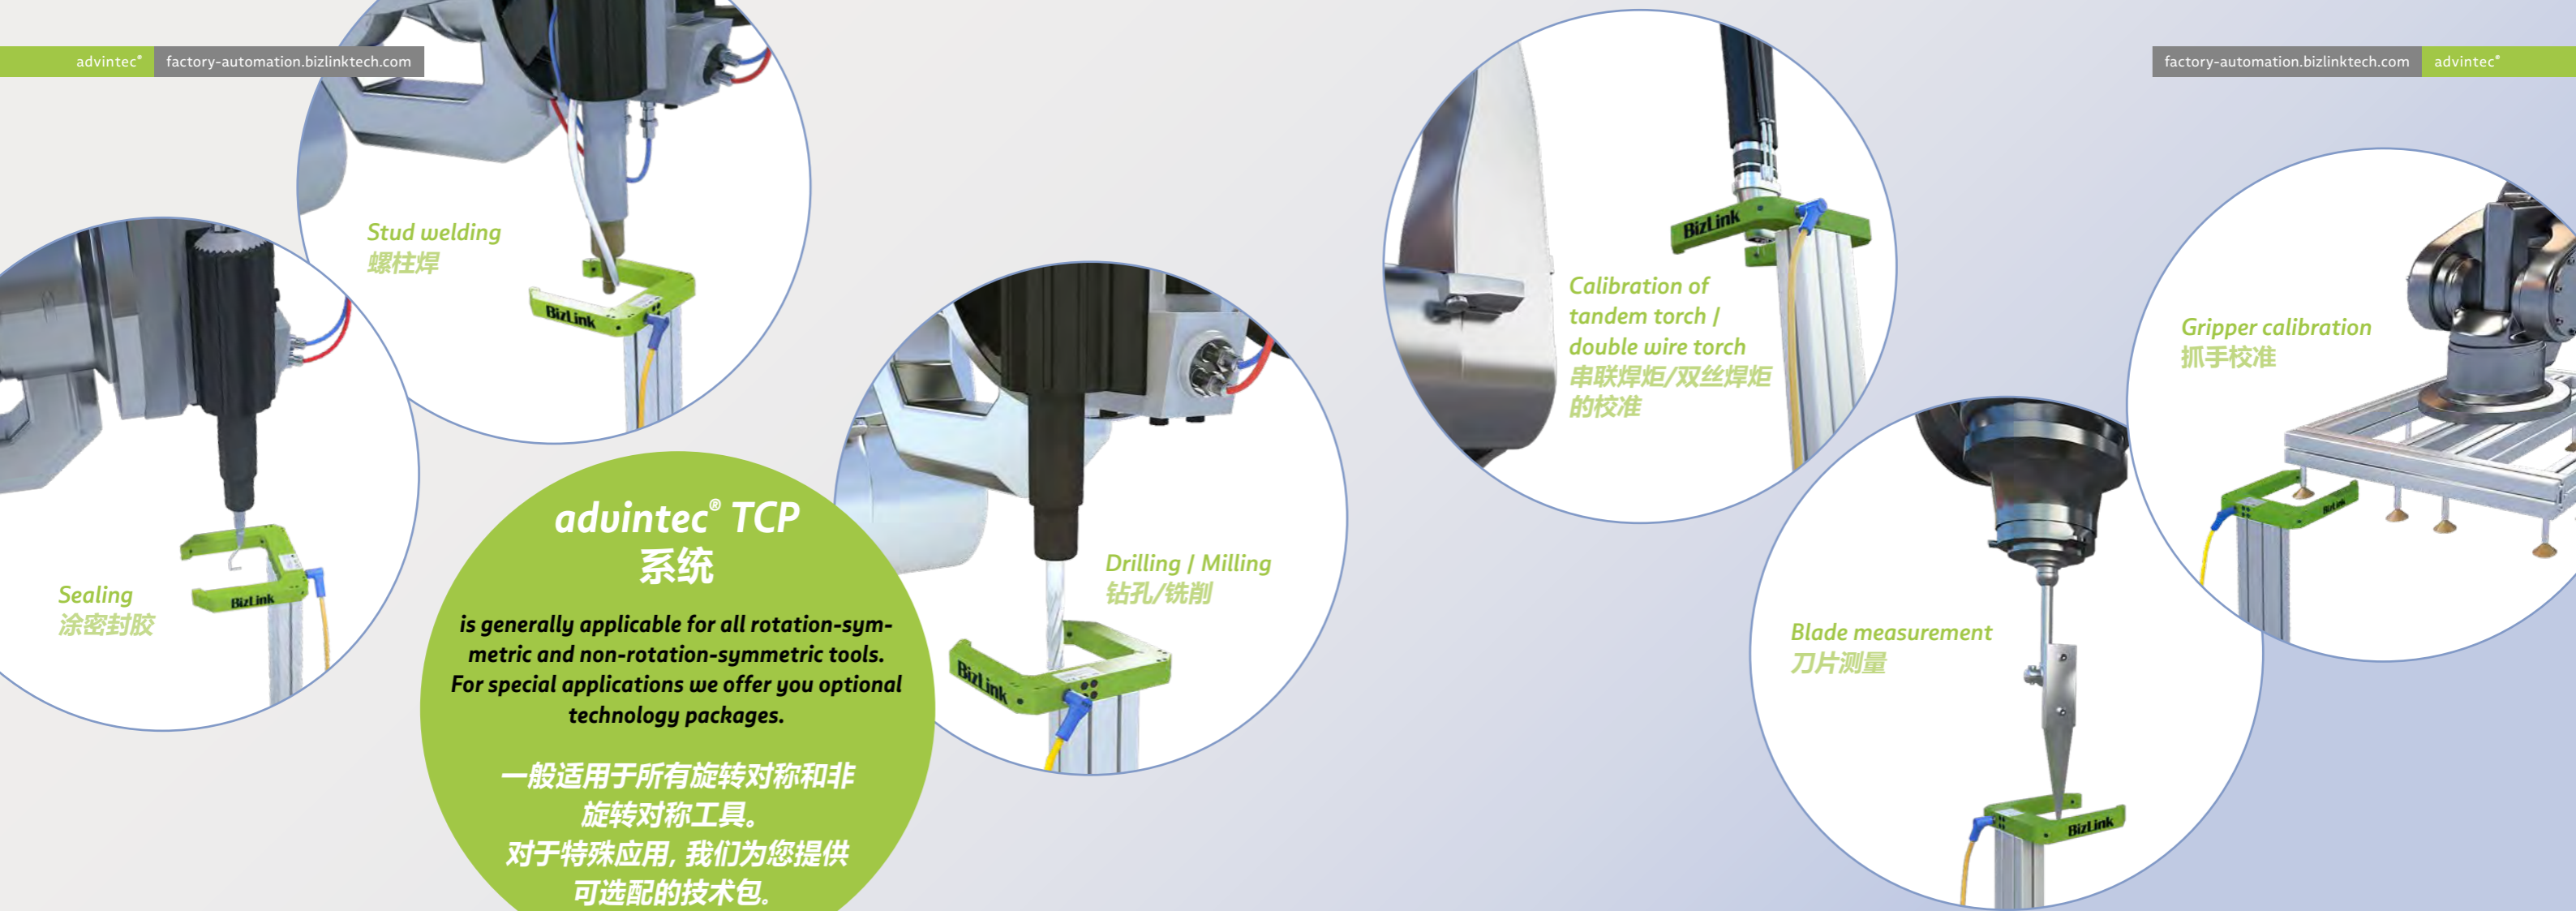 advintec® factory-automation.bizlinktech.com
factory-automation.bizlinktech.com advintec®
Stud welding
螺柱焊
BizLink
Sealing
涂密封胶
BizLink
advintec® TCP
系统
is generally applicable for all rotation-sym-
metric and non-rotation-symmetric tools.
For special applications we offer you optional
technology packages.
一般适用于所有旋转对称和非
旋转对称工具。
对于特殊应用, 我们为您提供
可选配的技术包。
Drilling / Milling
钻孔/铣削
BizLink
Calibration of
tandem torch /
double wire torch
串联焊炬/双丝焊炬
的校准
BizLink
Blade measurement
刀片测量
BizLink
Gripper calibration
抓手校准
BizLink